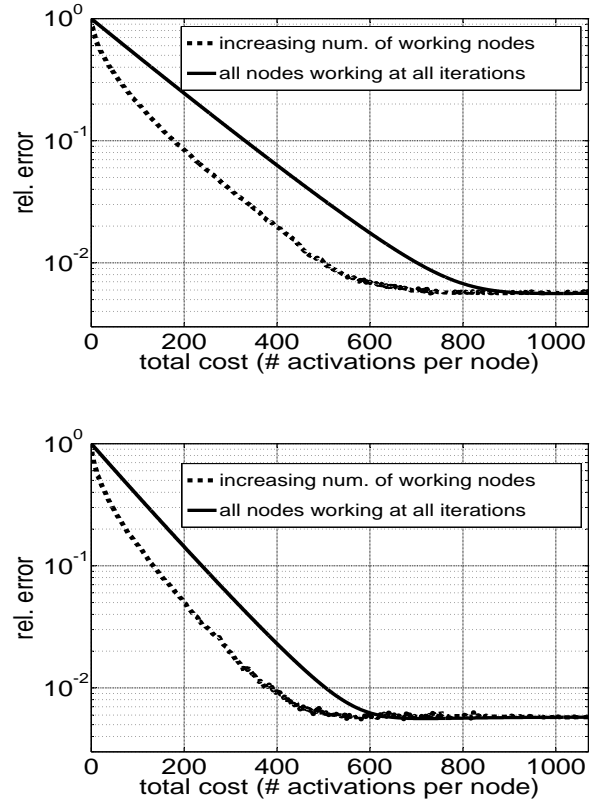 10^0
increasing num. of working nodes
all nodes working at all iterations
10^-1
rel. error
10^-2
0 200 400 600 800 1000
total cost (# activations per node)
10^0
increasing num. of working nodes
all nodes working at all iterations
10^-1
rel. error
10^-2
0 200 400 600 800 1000
total cost (# activations per node)